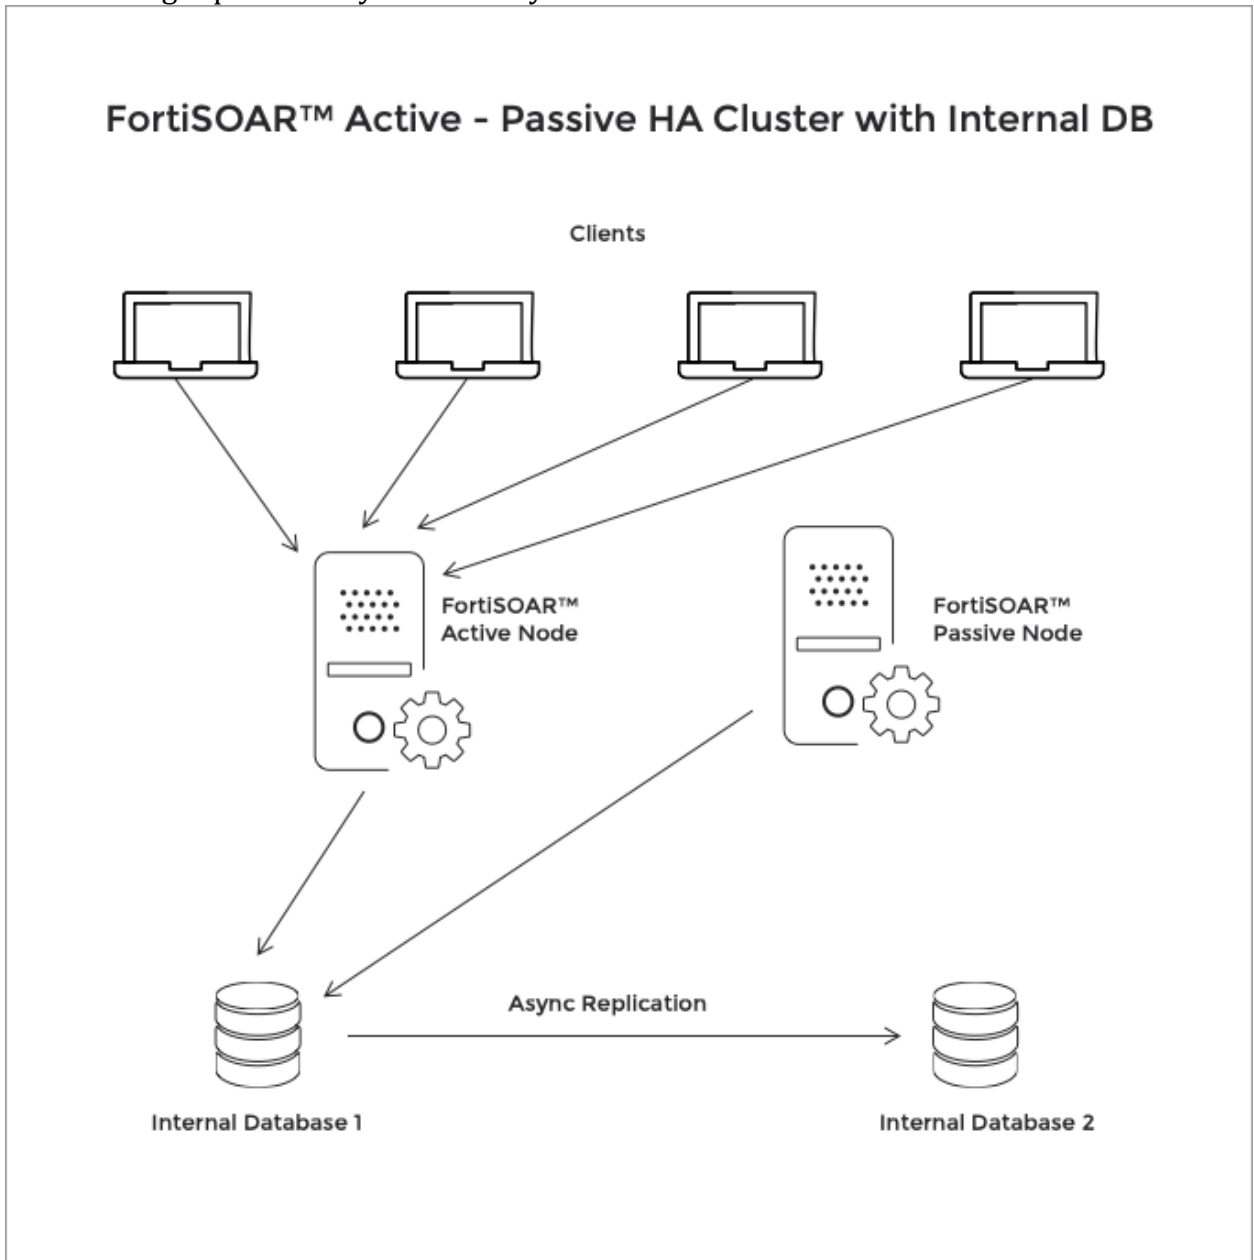 FortiSOAR™ Active - Passive HA Cluster with Internal DB
Clients
FortiSOAR™
Active Node
FortiSOAR™
Passive Node
Async Replication
Internal Database 1
Internal Database 2